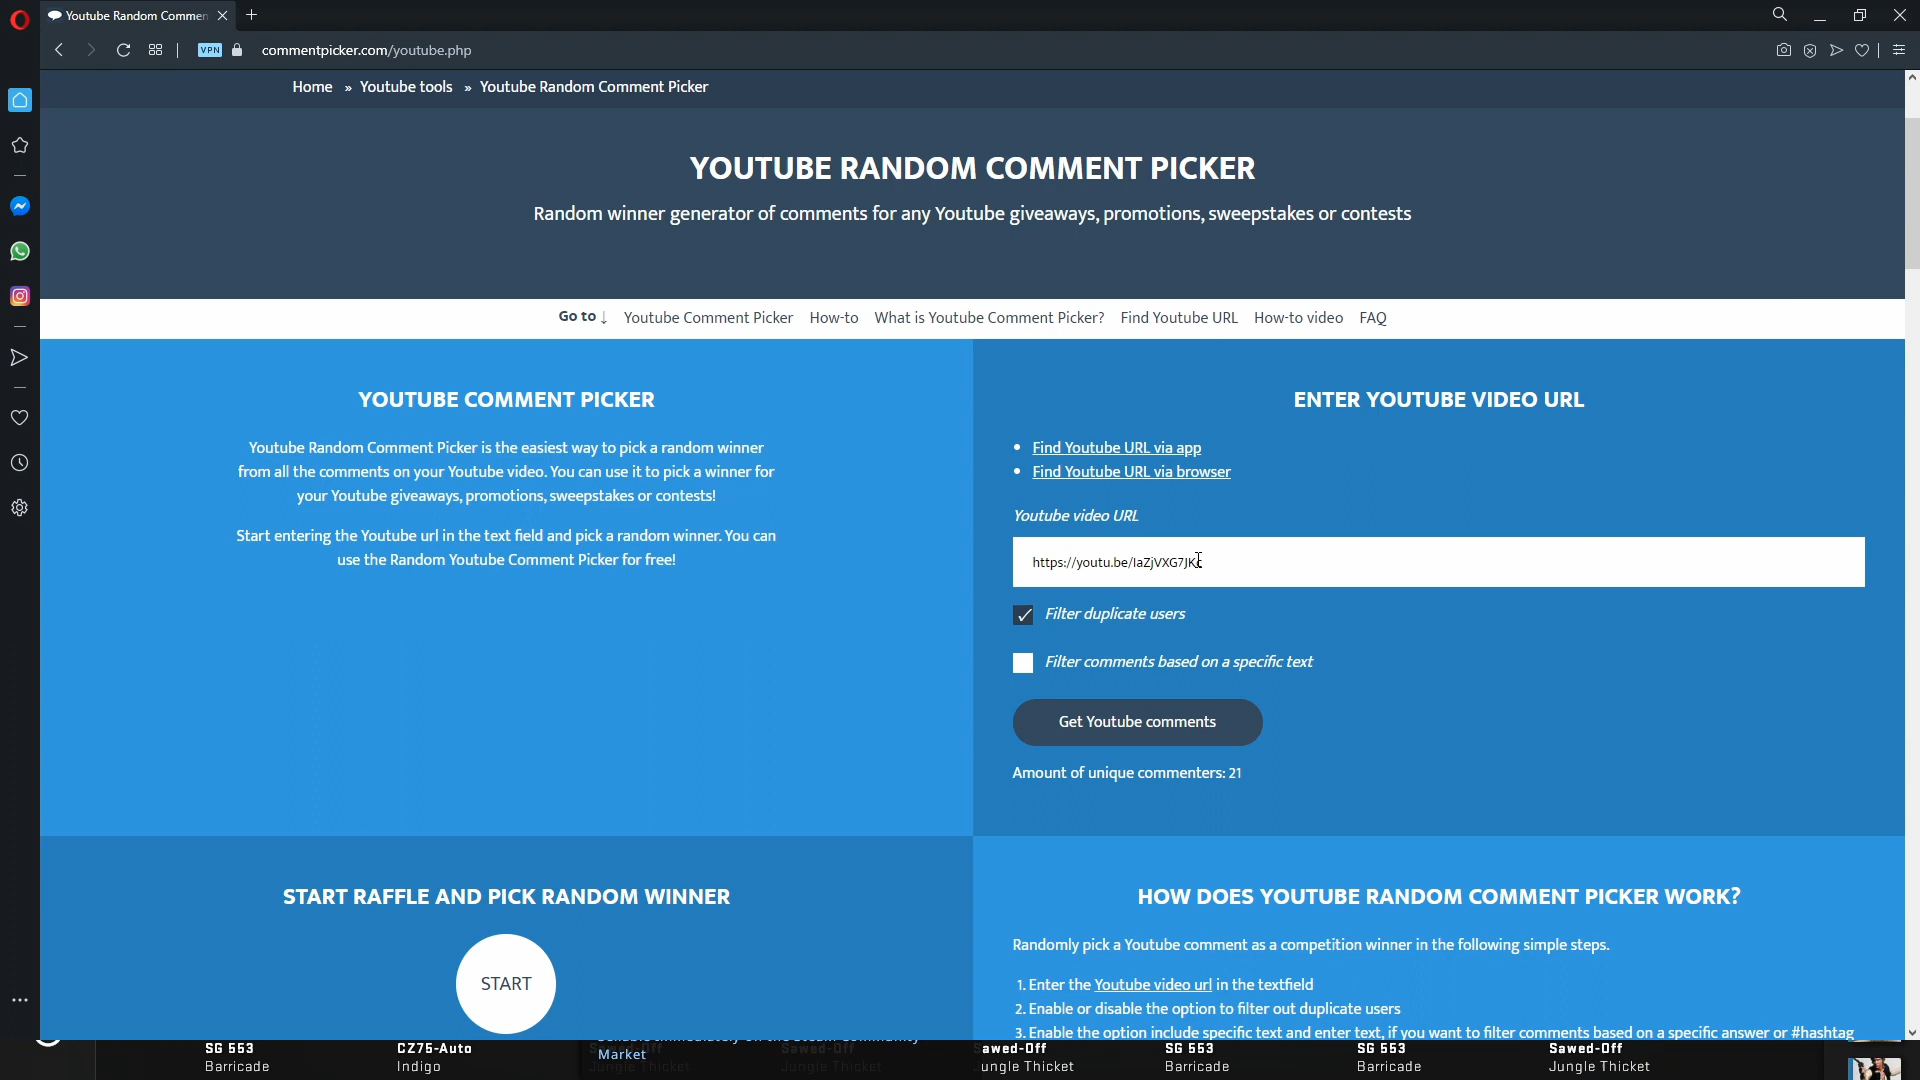 Youtube Random Commen
VPN
commentpicker.com/youtube.php
Home » Youtube tools » Youtube Random Comment Picker
YOUTUBE RANDOM COMMENT PICKER
Random winner generator of comments for any Youtube giveaways, promotions, sweepstakes or contests
Go to ↓ Youtube Comment Picker How-to What is Youtube Comment Picker? Find Youtube URL How-to video FAQ
YOUTUBE COMMENT PICKER
Youtube Random Comment Picker is the easiest way to pick a random winner
from all the comments on your Youtube video. You can use it to pick a winner for
your Youtube giveaways, promotions, sweepstakes or contests!
Start entering the Youtube url in the text field and pick a random winner. You can
use the Random Youtube Comment Picker for free!
ENTER YOUTUBE VIDEO URL
• Find Youtube URL via app
• Find Youtube URL via browser
Youtube video URL
Filter duplicate users
Filter comments based on a specific text
Get Youtube comments
Amount of unique commenters: 21
START RAFFLE AND PICK RANDOM WINNER
START
HOW DOES YOUTUBE RANDOM COMMENT PICKER WORK?
Randomly pick a Youtube comment as a competition winner in the following simple steps.
1. Enter the Youtube video url in the textfield
2. Enable or disable the option to filter out duplicate users
3. Enable the option include specific text and enter text, if you want to filter comments based on a specific answer or #hashtag
SG 553
Barricade
CZ75-Auto
Indigo
Market
Sawed-Off
Jungle Thicket
Sawed-Off
Jungle Thicket
awed-Off
ungle Thicket
SG 553
Barricade
SG 553
Barricade
Sawed-Off
Jungle Thicket